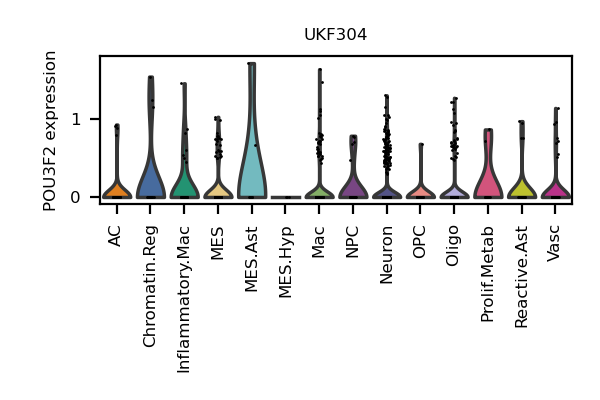 UKF304
POU3F2 expression
1
0
AC
Chromatin.Reg
Inflammatory.Mac
MES
MES.Ast
MES.Hyp
Mac
NPC
Neuron
OPC
Oligo
Prolif.Metab
Reactive.Ast
Vasc